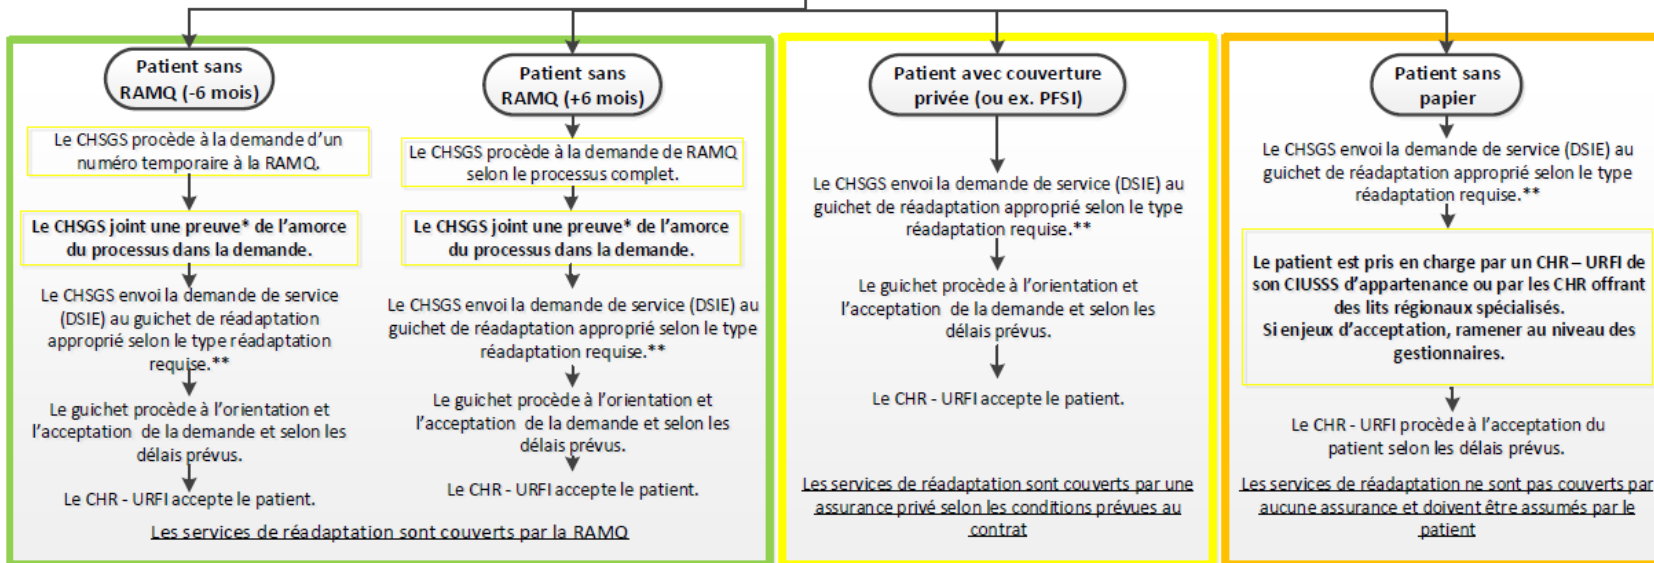 Patient sans
RAMQ (-6 mois)
Le CHSGS procède à la demande d'un
numéro temporaire à la RAMQ.
Le CHSGS joint une preuve* de l'amorce
du processus dans la demande.
Le CHSGS envoi la demande de service
(DSIE) au guichet de réadaptation
approprié selon le type réadaptation
requise.**
Le guichet procède à l'orientation et
l'acceptation de la demande et selon les
délais prévus.
Le CHR - URFI accepte le patient.
Patient sans
RAMQ (+6 mois)
Le CHSGS procède à la demande de RAMQ
selon le processus complet.
Le CHSGS joint une preuve* de l'amorce
du processus dans la demande.
Le CHSGS envoi la demande de service (DSIE) au
guichet de réadaptation approprié selon le type
réadaptation requise.**
Le guichet procède à l'orientation et
l'acceptation de la demande et selon les
délais prévus.
Le CHR - URFI accepte le patient.
Les services de réadaptation sont couverts par la RAMQ
Patient avec couverture
privée (ou ex. PFSI)
Le CHSGS envoi la demande de service (DSIE) au
guichet de réadaptation approprié selon le type
réadaptation requise.**
Le guichet procède à l'orientation et
l'acceptation de la demande et selon les
délais prévus.
Le CHR - URFI accepte le patient.
Les services de réadaptation sont couverts par une
assurance privé selon les conditions prévues au
contrat
Patient sans
papier
Le CHSGS envoi la demande de service (DSIE) au
guichet de réadaptation approprié selon le type
réadaptation requise.**
Le patient est pris en charge par un CHR – URFI de
son CIUSSS d'appartenance ou par les CHR offrant
des lits régionaux spécialisés.
Si enjeux d'acceptation, ramener au niveau des
gestionnaires.
Le CHR - URFI procède à l'acceptation du
patient selon les délais prévus.
Les services de réadaptation ne sont pas couverts par
aucune assurance et doivent être assumés par le
patient